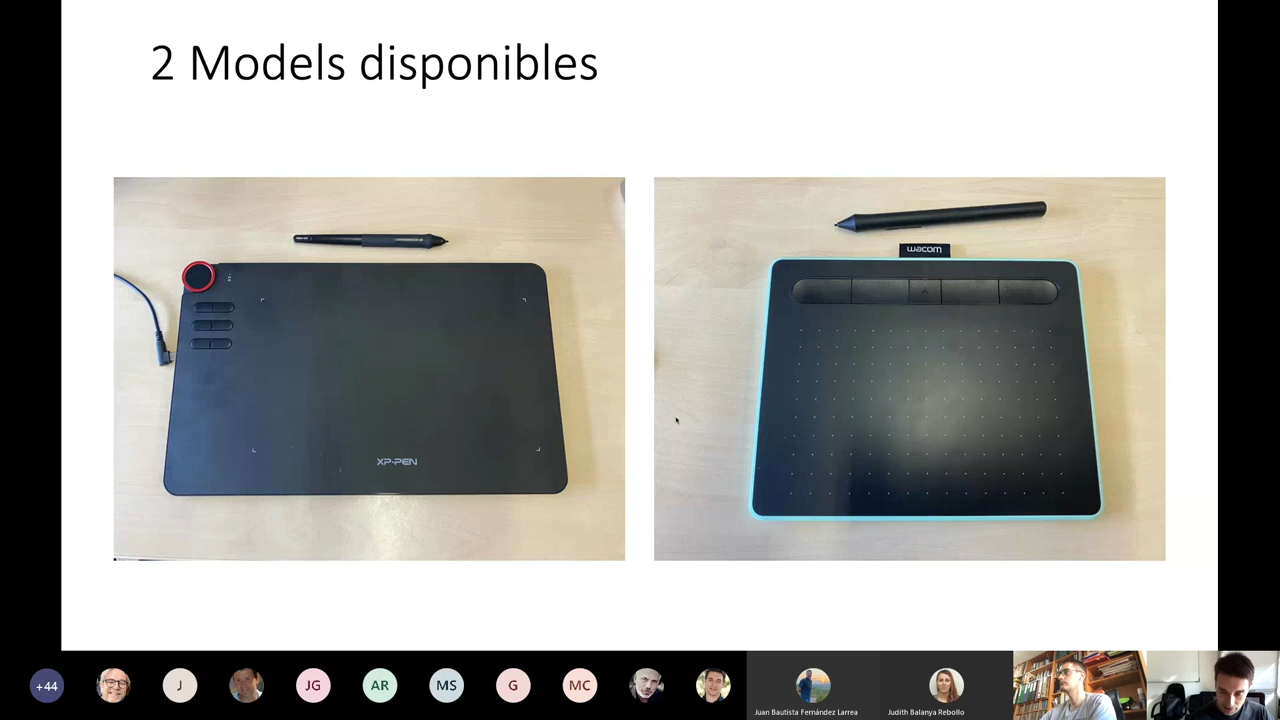 2 Models disponibles
wacom
XP-PEN
+44
J
JG
AR
MS
G
MC
Juan Bautista Fernández Larrea
Judith Balanya Rebollo